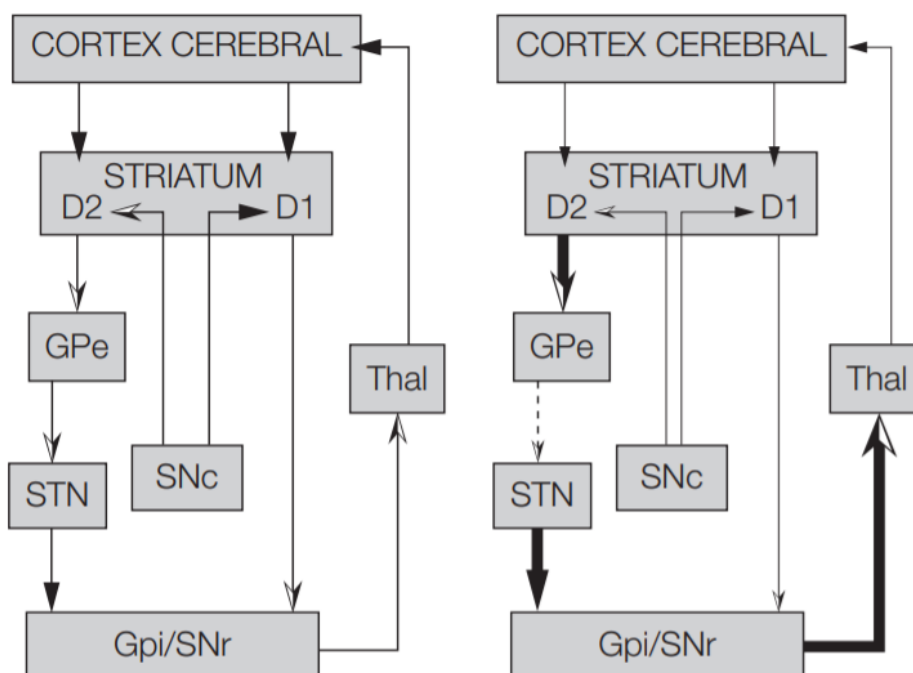 CORTEX CEREBRAL
STRIATUM
D2 D1
GPe
Thal
SNc
STN
Gpi/SNr
CORTEX CEREBRAL
STRIATUM
D2 D1
GPe
Thal
SNc
STN
Gpi/SNr